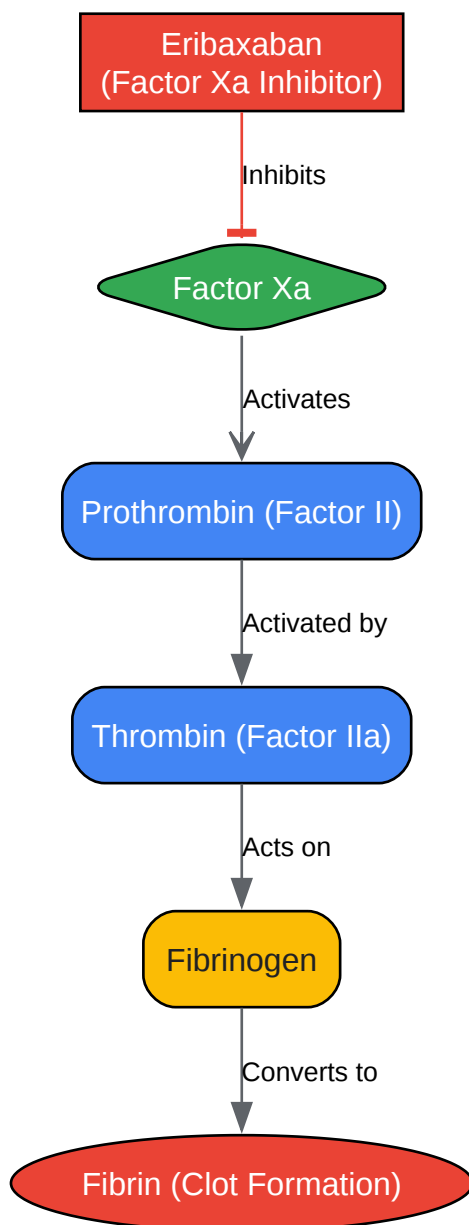 Eribaxaban
(Factor Xa Inhibitor)
Inhibits
Factor Xa
Activates
Prothrombin (Factor II)
Activated by
Thrombin (Factor IIa)
Acts on
Fibrinogen
Converts to
Fibrin (Clot Formation)